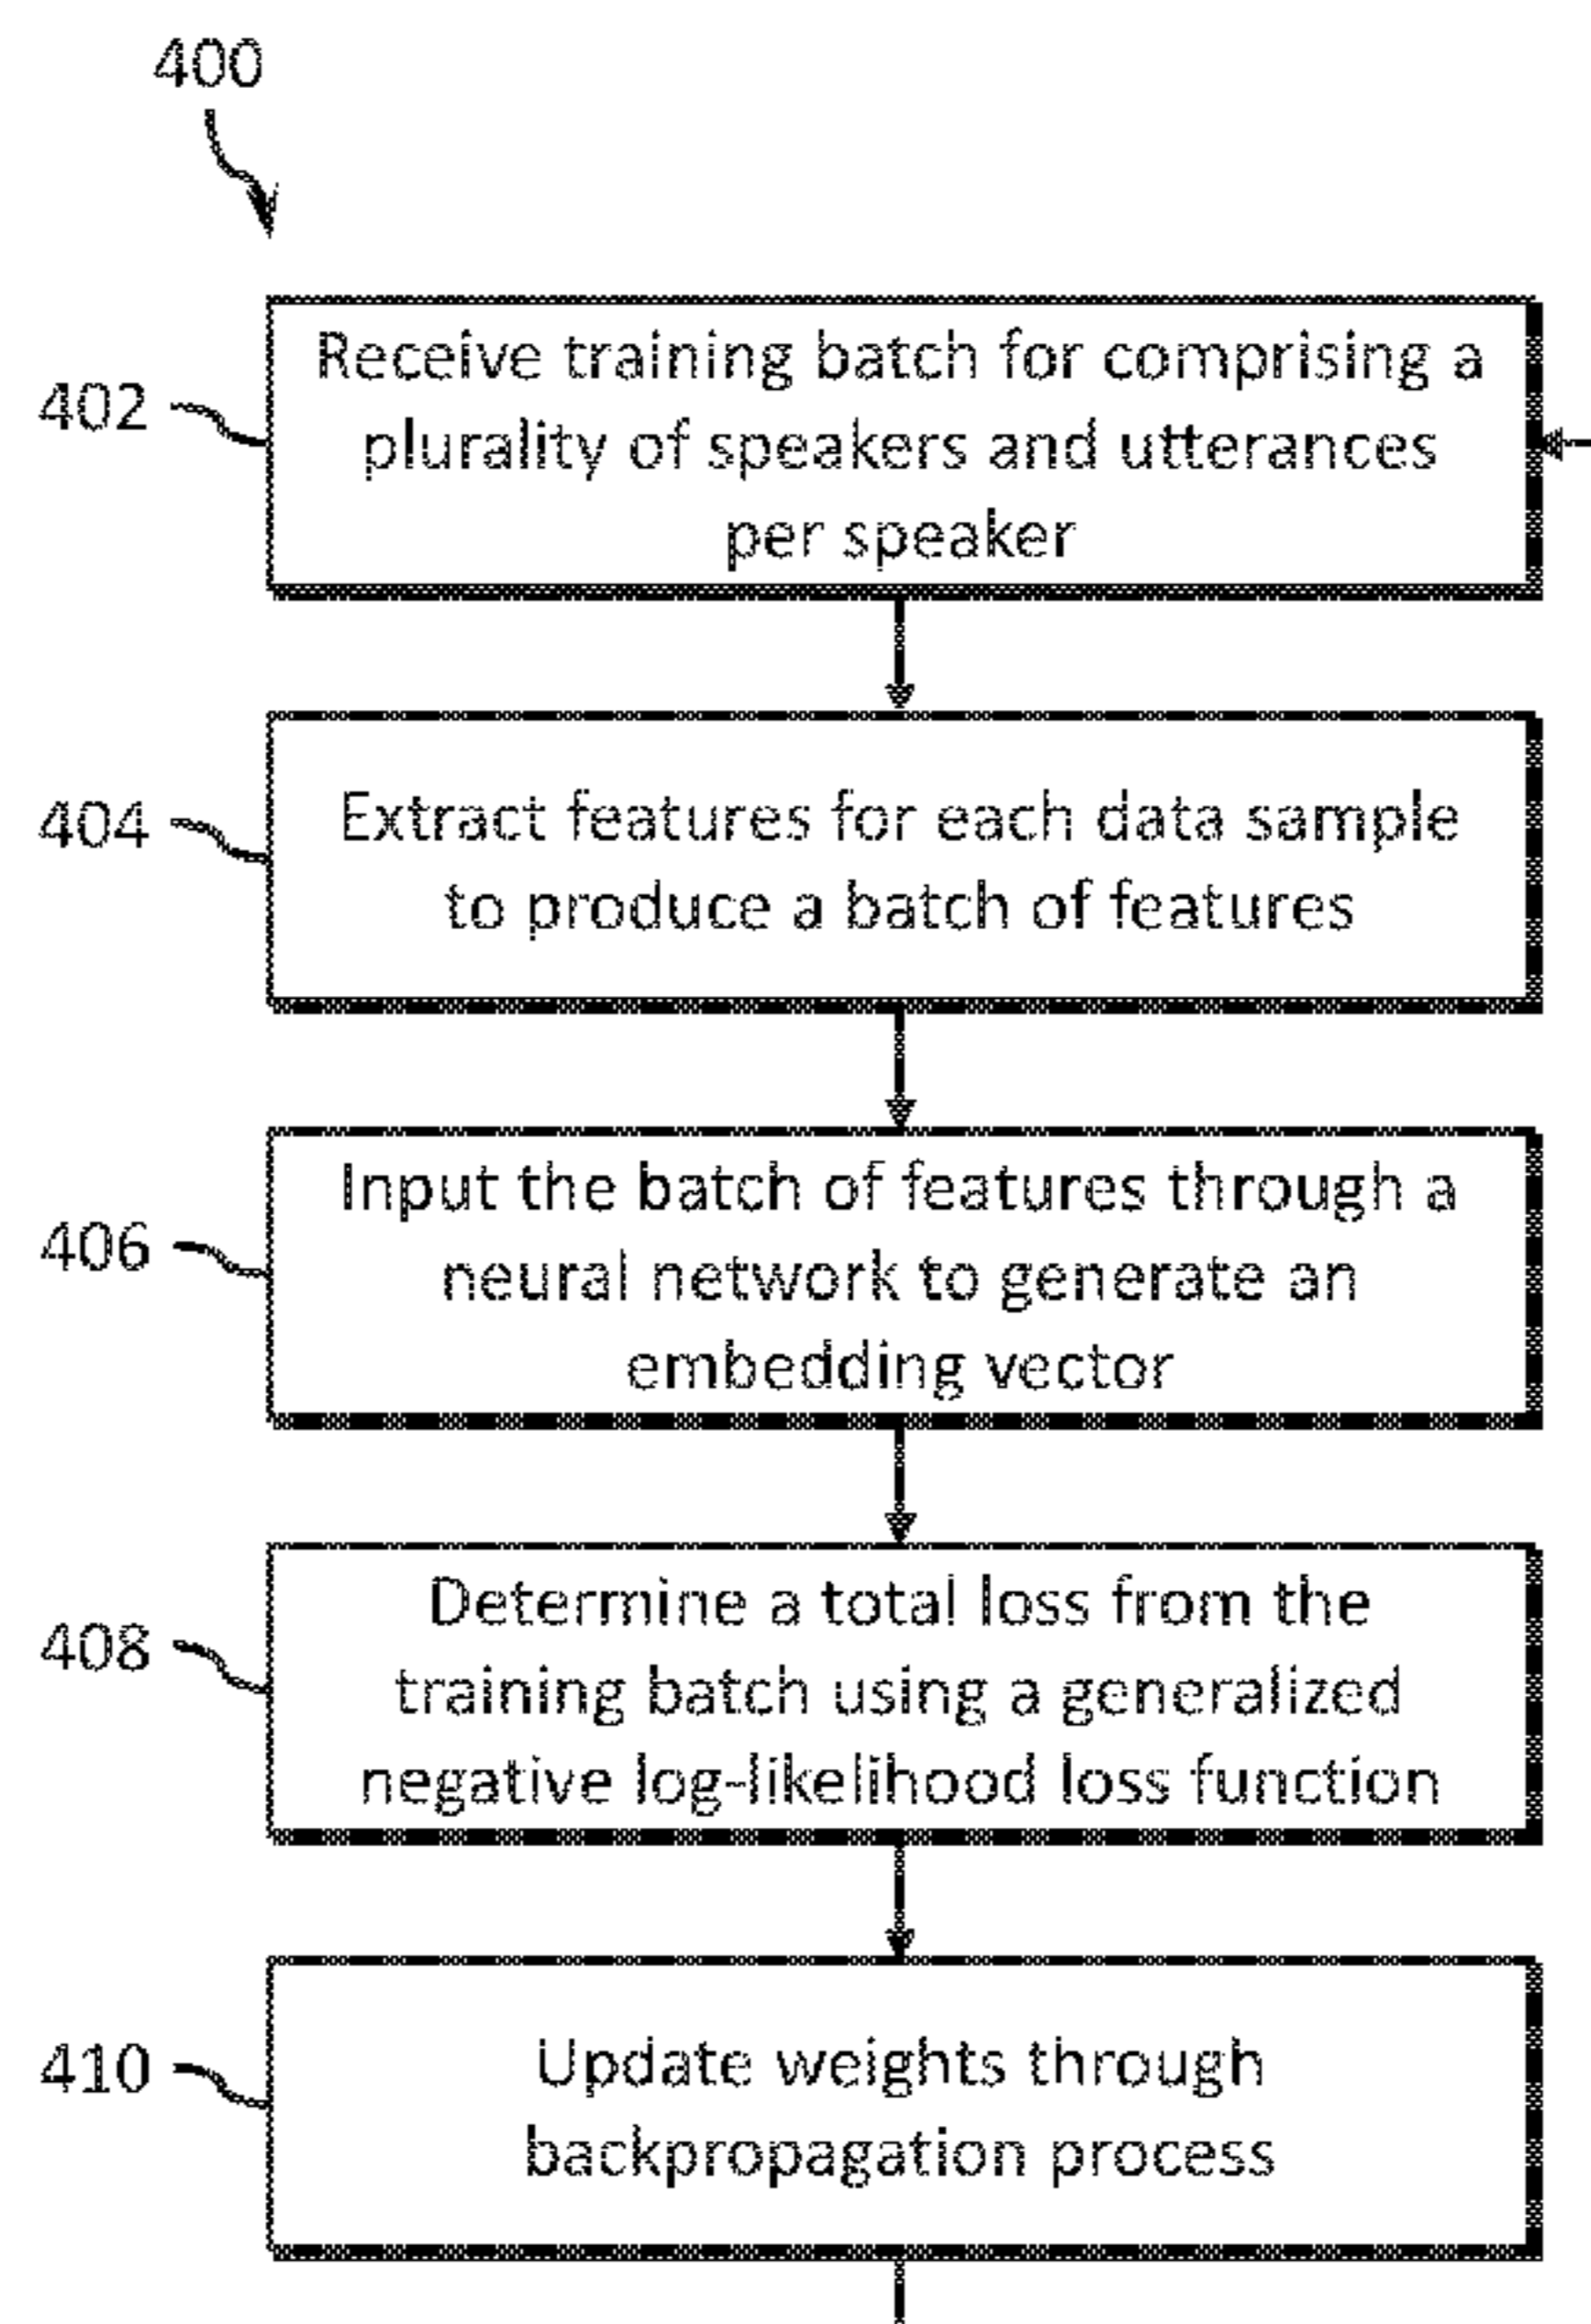 400
402
Receive training batch for comprising a
plurality of speakers and utterances
per speaker
404
Extract features for each data sample
to produce a batch of features
406
Input the batch of features through a
neural network to generate an
embedding vector
408
Determine a total loss from the
training batch using a generalized
negative log-likelihood loss function
410
Update weights through
backpropagation process